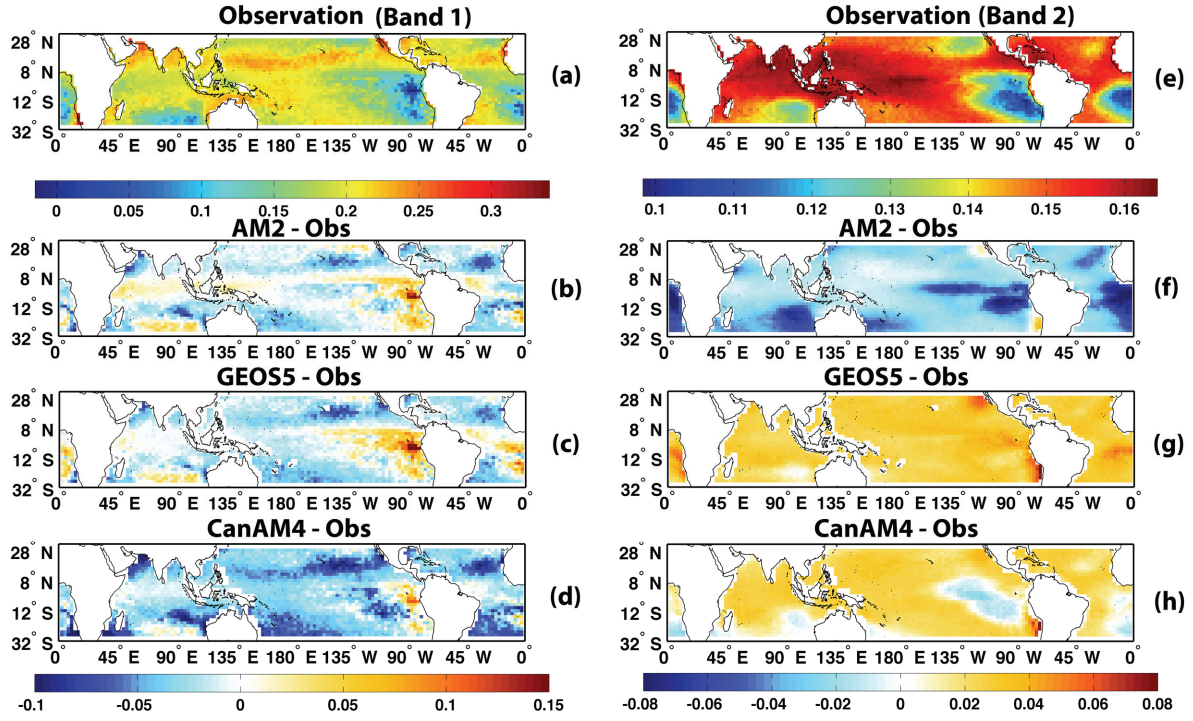 Observation (Band 1)
28° N
8° N
12° S
32° S
0° 45 E 90 E 135 E 180 E 135° W 90 W 45° W 0°
(a)
0 0.05 0.1 0.15 0.2 0.25 0.3
AM2 - Obs
28° N
8° N
12° S
32° S
0° 45 E 90 E 135 E 180 E 135° W 90 W 45° W 0°
(b)
GEOS5 - Obs
28° N
8° N
12° S
32° S
0° 45 E 90 E 135 E 180 E 135° W 90 W 45° W 0°
(c)
CanAM4 - Obs
28° N
8° N
12° S
32° S
0° 45 E 90 E 135 E 180 E 135° W 90 W 45° W 0°
(d)
-0.1 -0.05 0 0.05 0.1 0.15
Observation (Band 2)
28° N
8° N
12° S
32° S
45 E 90 E 135 E 180 E 135° W 90 W 45° W 0°
(e)
0.1 0.11 0.12 0.13 0.14 0.15 0.16
AM2 - Obs
28° N
8° N
12° S
32° S
45 E 90 E 135 E 180 E 135° W 90 W 45° W 0°
(f)
GEOS5 - Obs
28° N
8° N
12° S
32° S
45 E 90 E 135 E 180 E 135° W 90 W 45° W 0°
(g)
CanAM4 - Obs
28° N
8° N
12° S
32° S
45 E 90 E 135 E 180 E 135° W 90 W 45° W 0°
(h)
-0.08 -0.06 -0.04 -0.02 0 0.02 0.04 0.06 0.08